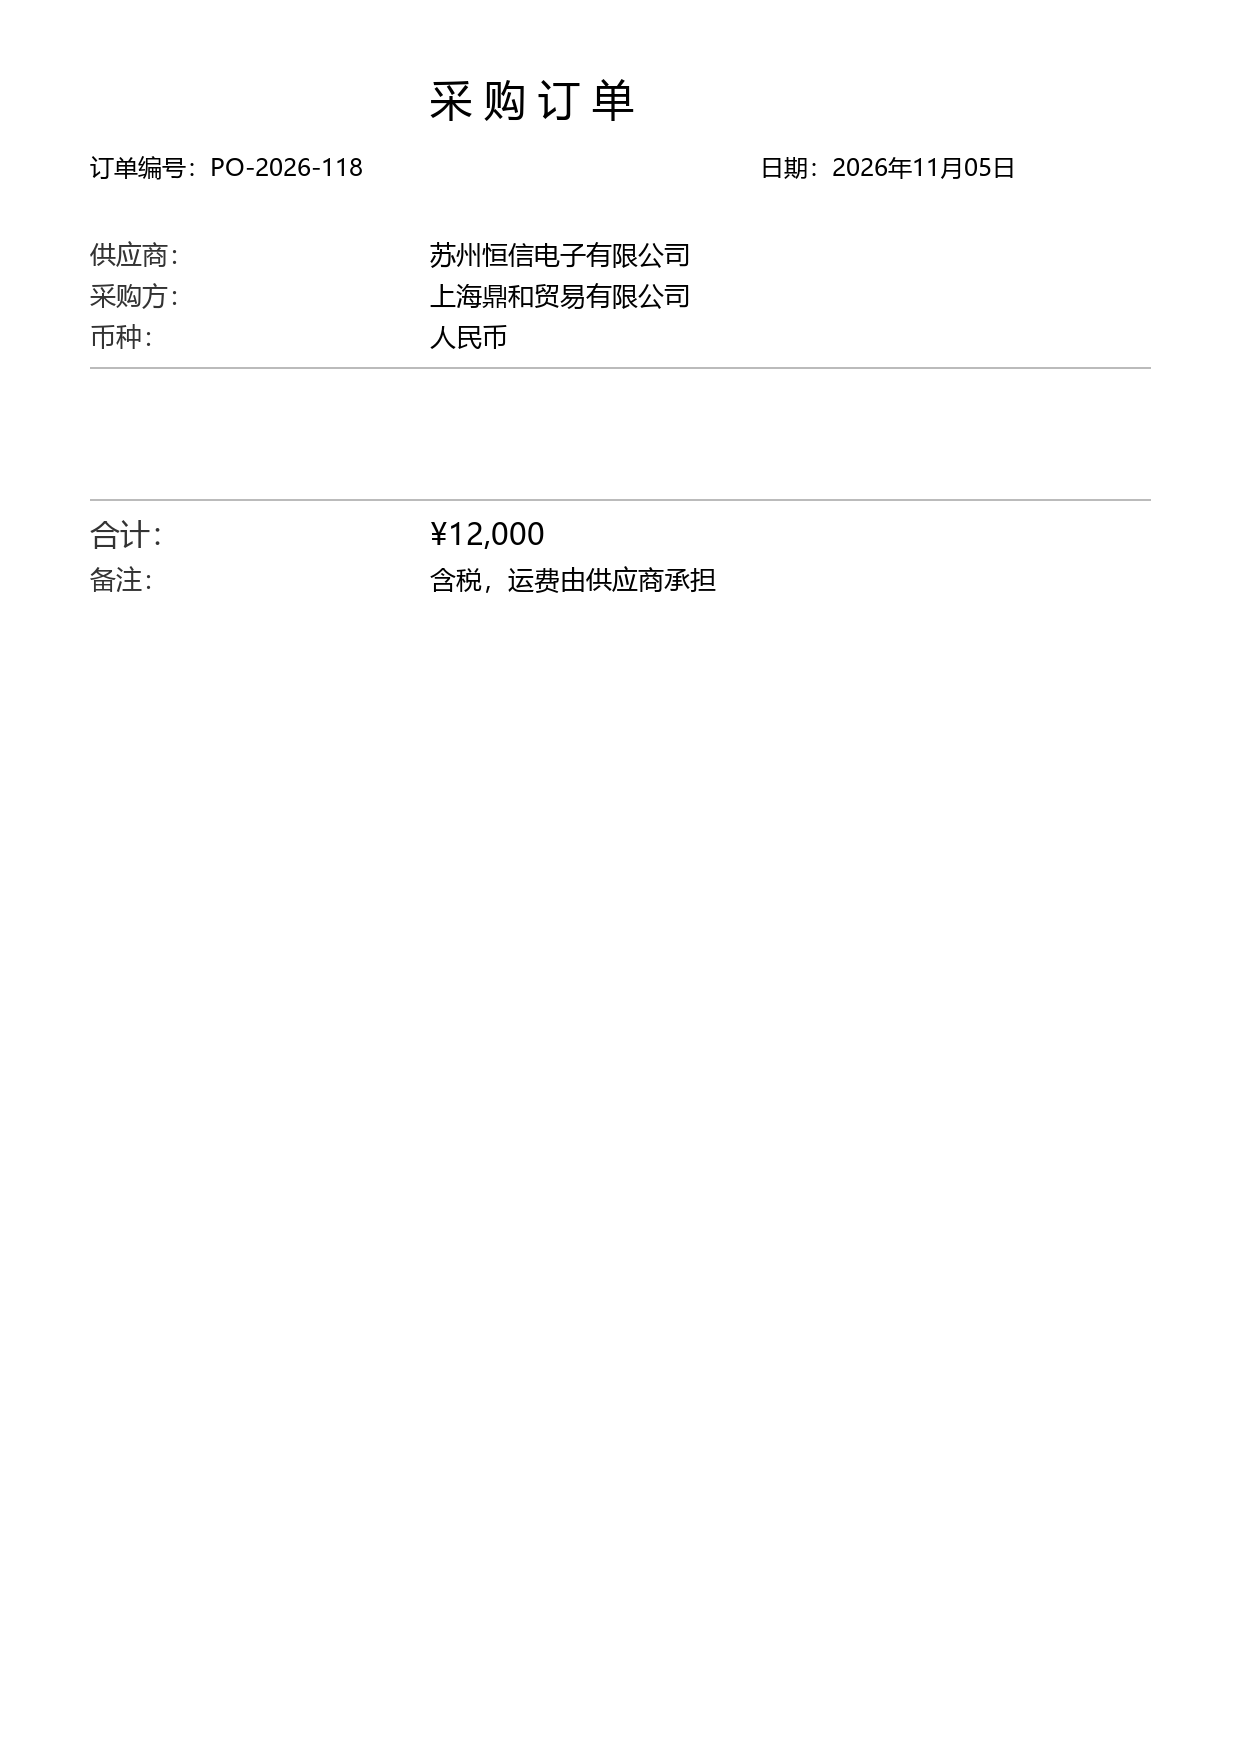 采购订单
订单编号：PO-2026-118 日期：2026年11月05日
供应商： 苏州恒信电子有限公司
采购方： 上海鼎和贸易有限公司
币种： 人民币
合计： ¥12,000
备注： 含税，运费由供应商承担